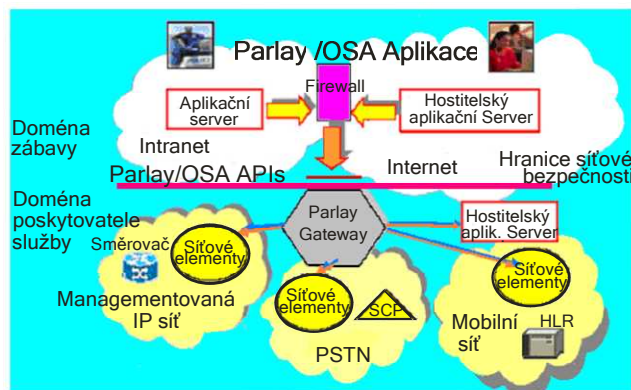 Parlay /OSA Aplikace
Firewall
Aplikační
server
Hostitelský
aplikační Server
Doména
zábavy
Intranet
Internet
Hranice síťové
bezpečnosti
Parlay/OSA APIs
Doména
poskytovatele
služby
Parlay
Gateway
Hostitelský
aplik. Server
Směrovač
Síťové
elementy
Managementovaná
IP síť
Síťové
elementy
SCP
PSTN
Síťové
elementy
Mobilní
síť
HLR